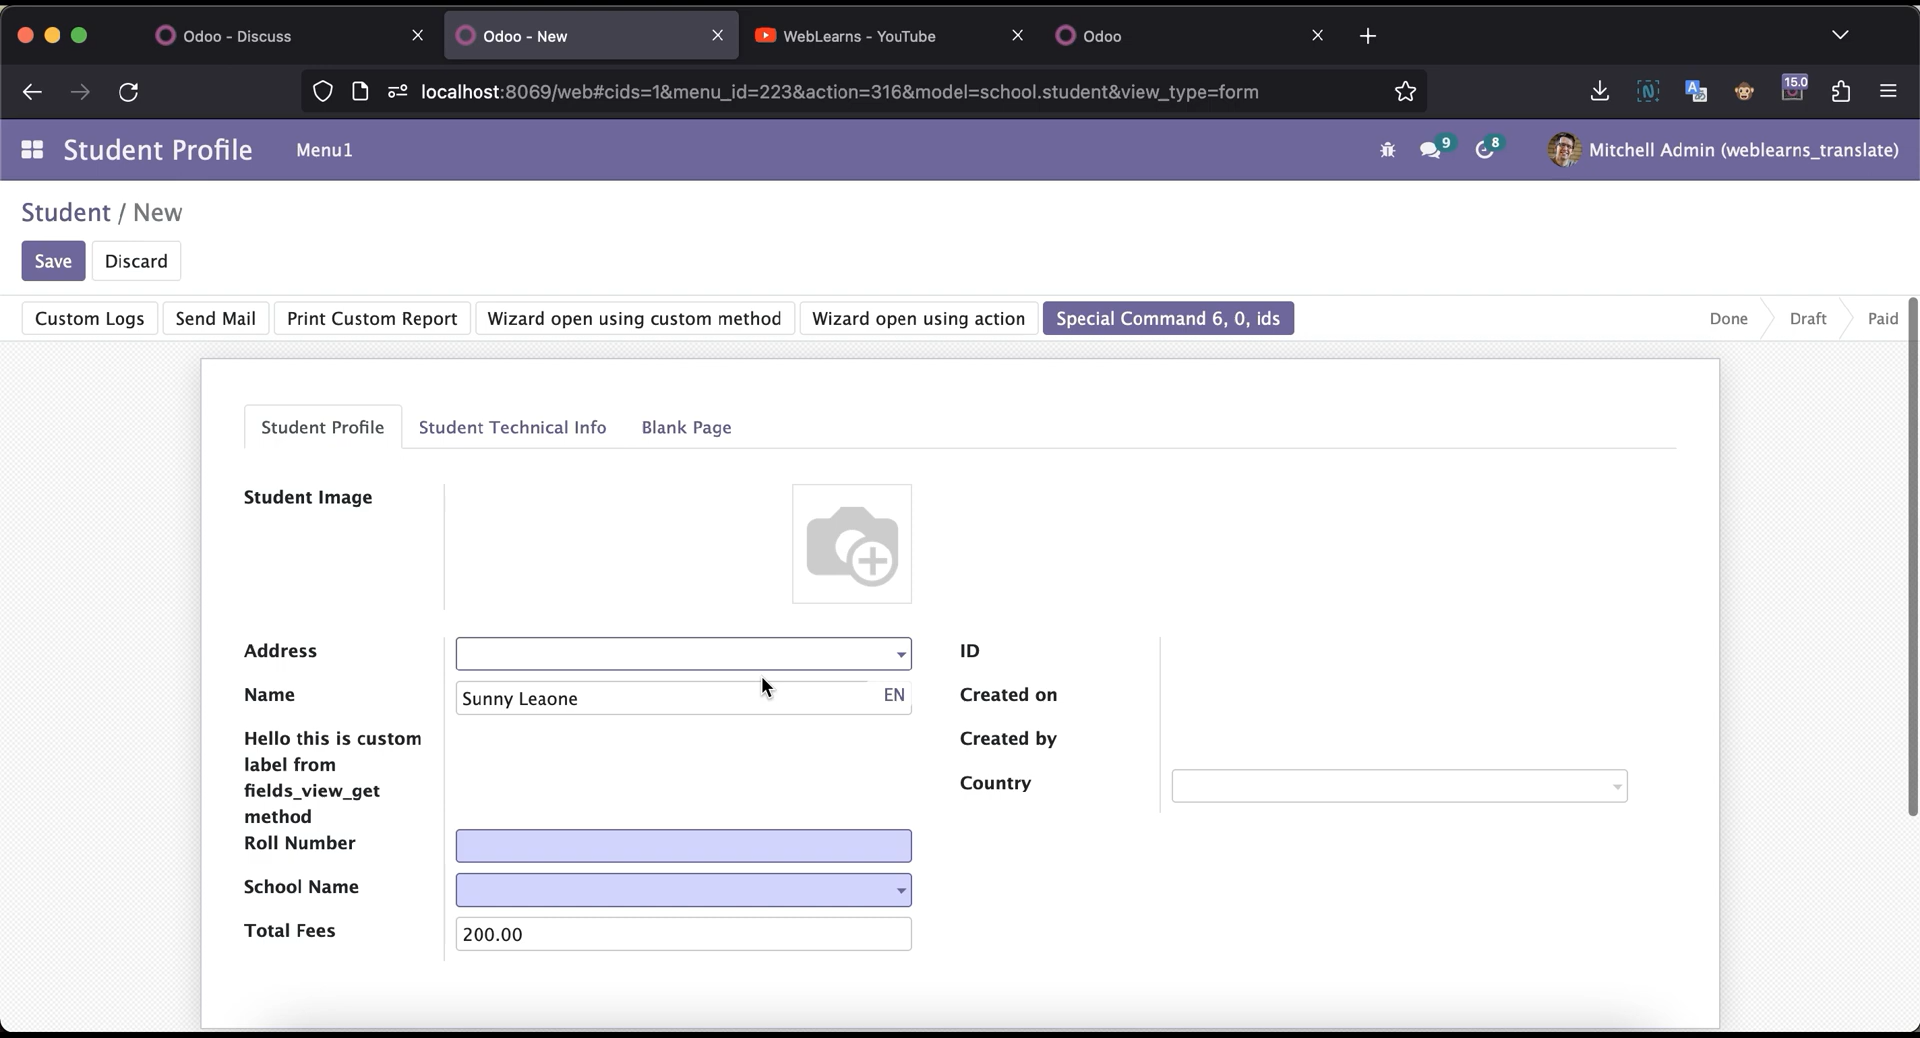 Odoo - Discuss
Odoo - New
WebLearns - YouTube
Odoo
localhost:8069/web#cids=1&menu_id=223&action=316&model=school.student&view_type=form
15.0
Student Profile
Menu1
9
8
Mitchell Admin (weblearns_translate)
Student / New
Save
Discard
Custom Logs
Send Mail
Print Custom Report
Wizard open using custom method
Wizard open using action
Special Command 6, 0, ids
Done
Draft
Paid
Student Profile
Student Technical Info
Blank Page
Student Image
Address
ID
Name
Sunny Leaone
EN
Created on
Hello this is custom
label from
fields_view_get
method
Created by
Country
Roll Number
School Name
Total Fees
200.00